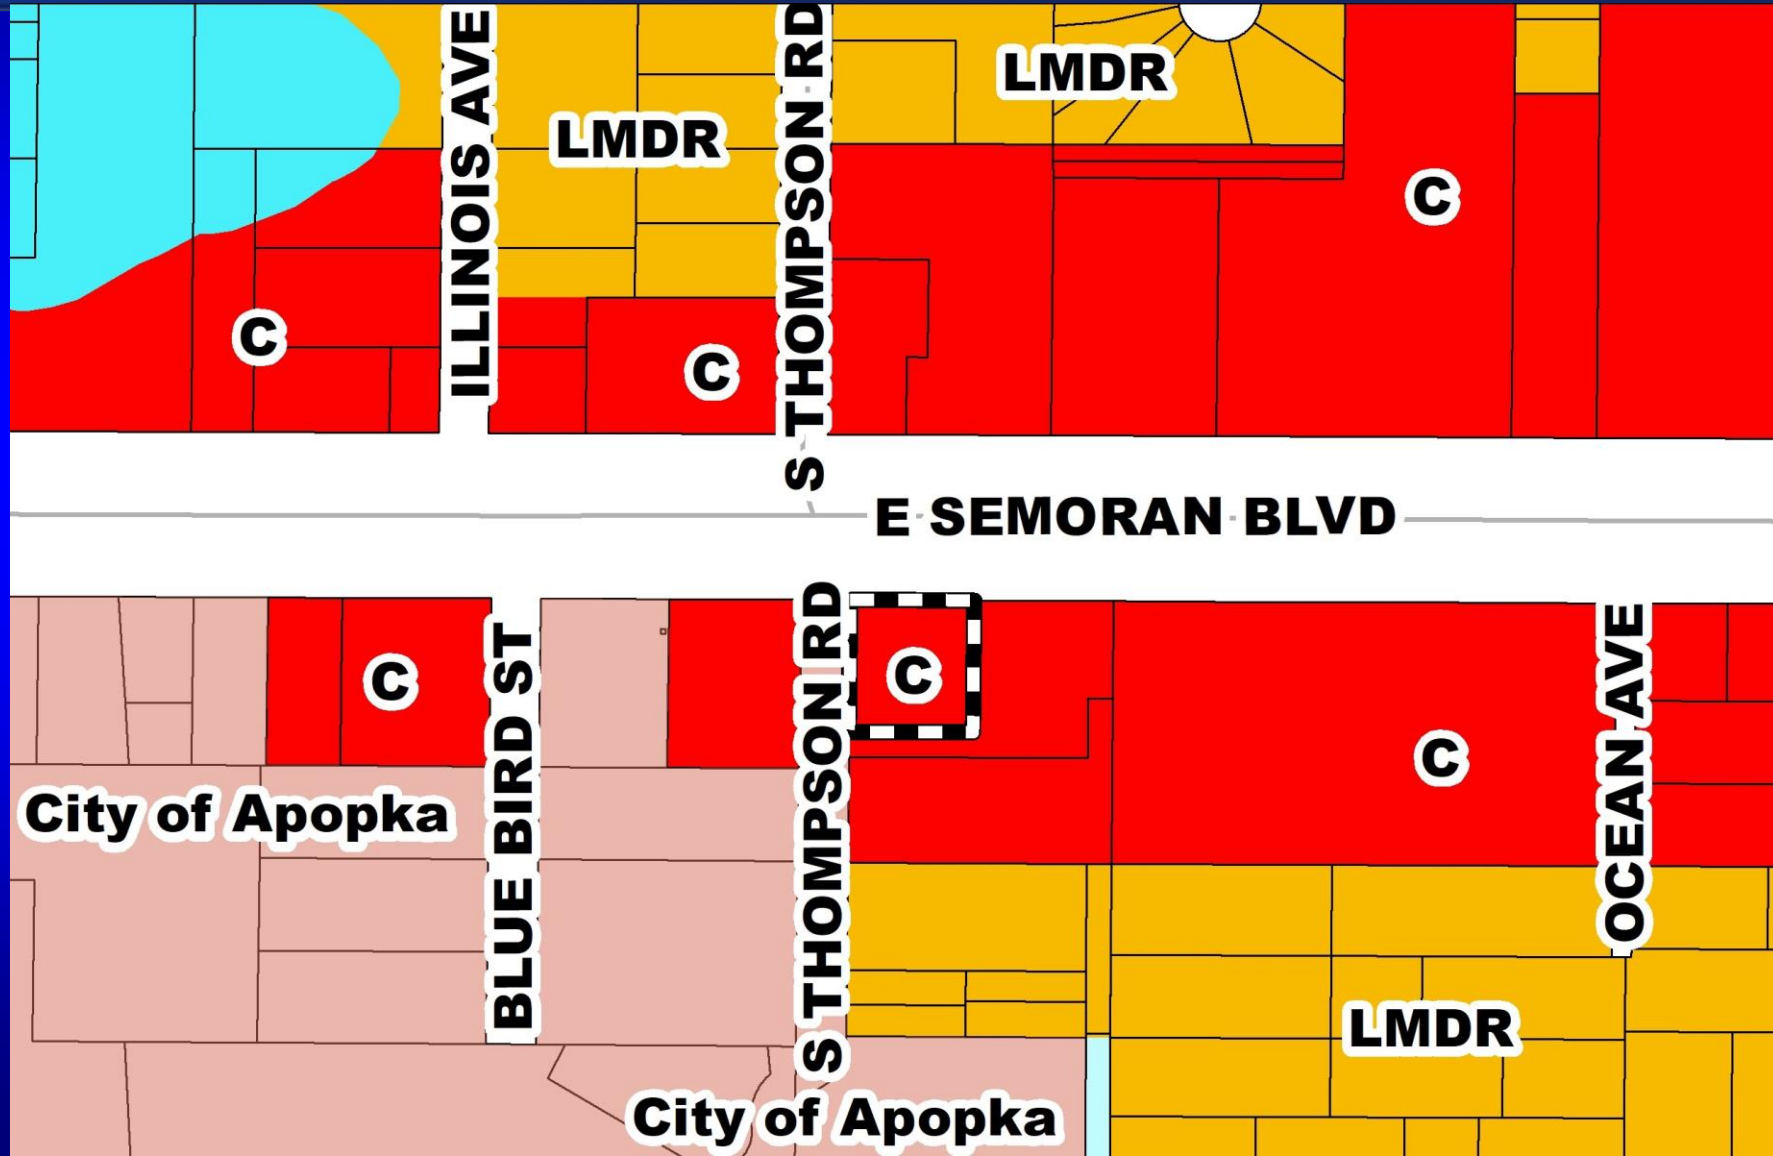 ILLINOIS AVE
S THOMPSON RD
LMDR
LMDR
C
C
C
E SEMORAN BLVD
C
BLUE BIRD ST
S THOMPSON RD
C
C
OCEAN AVE
City of Apopka
LMDR
City of Apopka